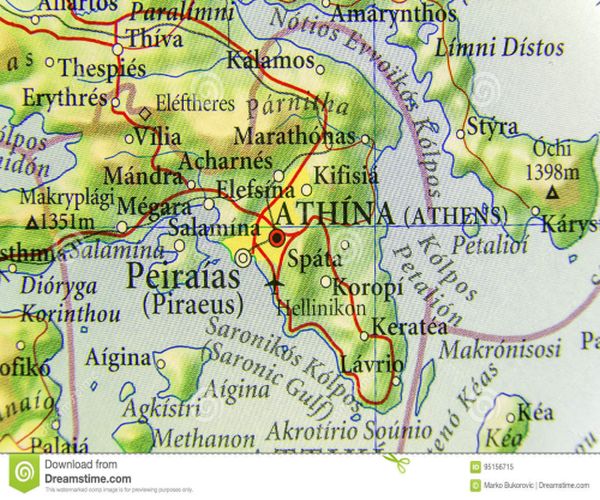 Aliartos
Paralímni
Thíva
Amárynthos
Nótios Evvoïkós Kólpos
Kálamos
Límni Dístos
Thespiés
Erythrés
Eléftheres
Párnitha
Stýra
Vília
Marathónas
Óchi
1398m
Acharnés
Mándra
Elefsína
Kifisiá
Makryplági
1351m
Mégara
Salamína
ATHÍNA (ATHENS)
Salamína
Petalioí
Kólpos
Petalión
Spáta
Peiraías
(Piraeus)
Dióryga
Korinthou
Koropí
Hellinikon
Keratéa
Saronikós Kólpos
(Saronic Gulf)
Makrónisosi
Lávrio
Aígina
Aígina
Agkístri
Methanon
Akrotírio Soúnio
Kéa
Kéa
tenó Kéas
Palaiá
Download from
Dreamstime.com
This watermarked comp image is for previewing purposes only.
95156715
Marko Bukorovic | Dreamstime.com